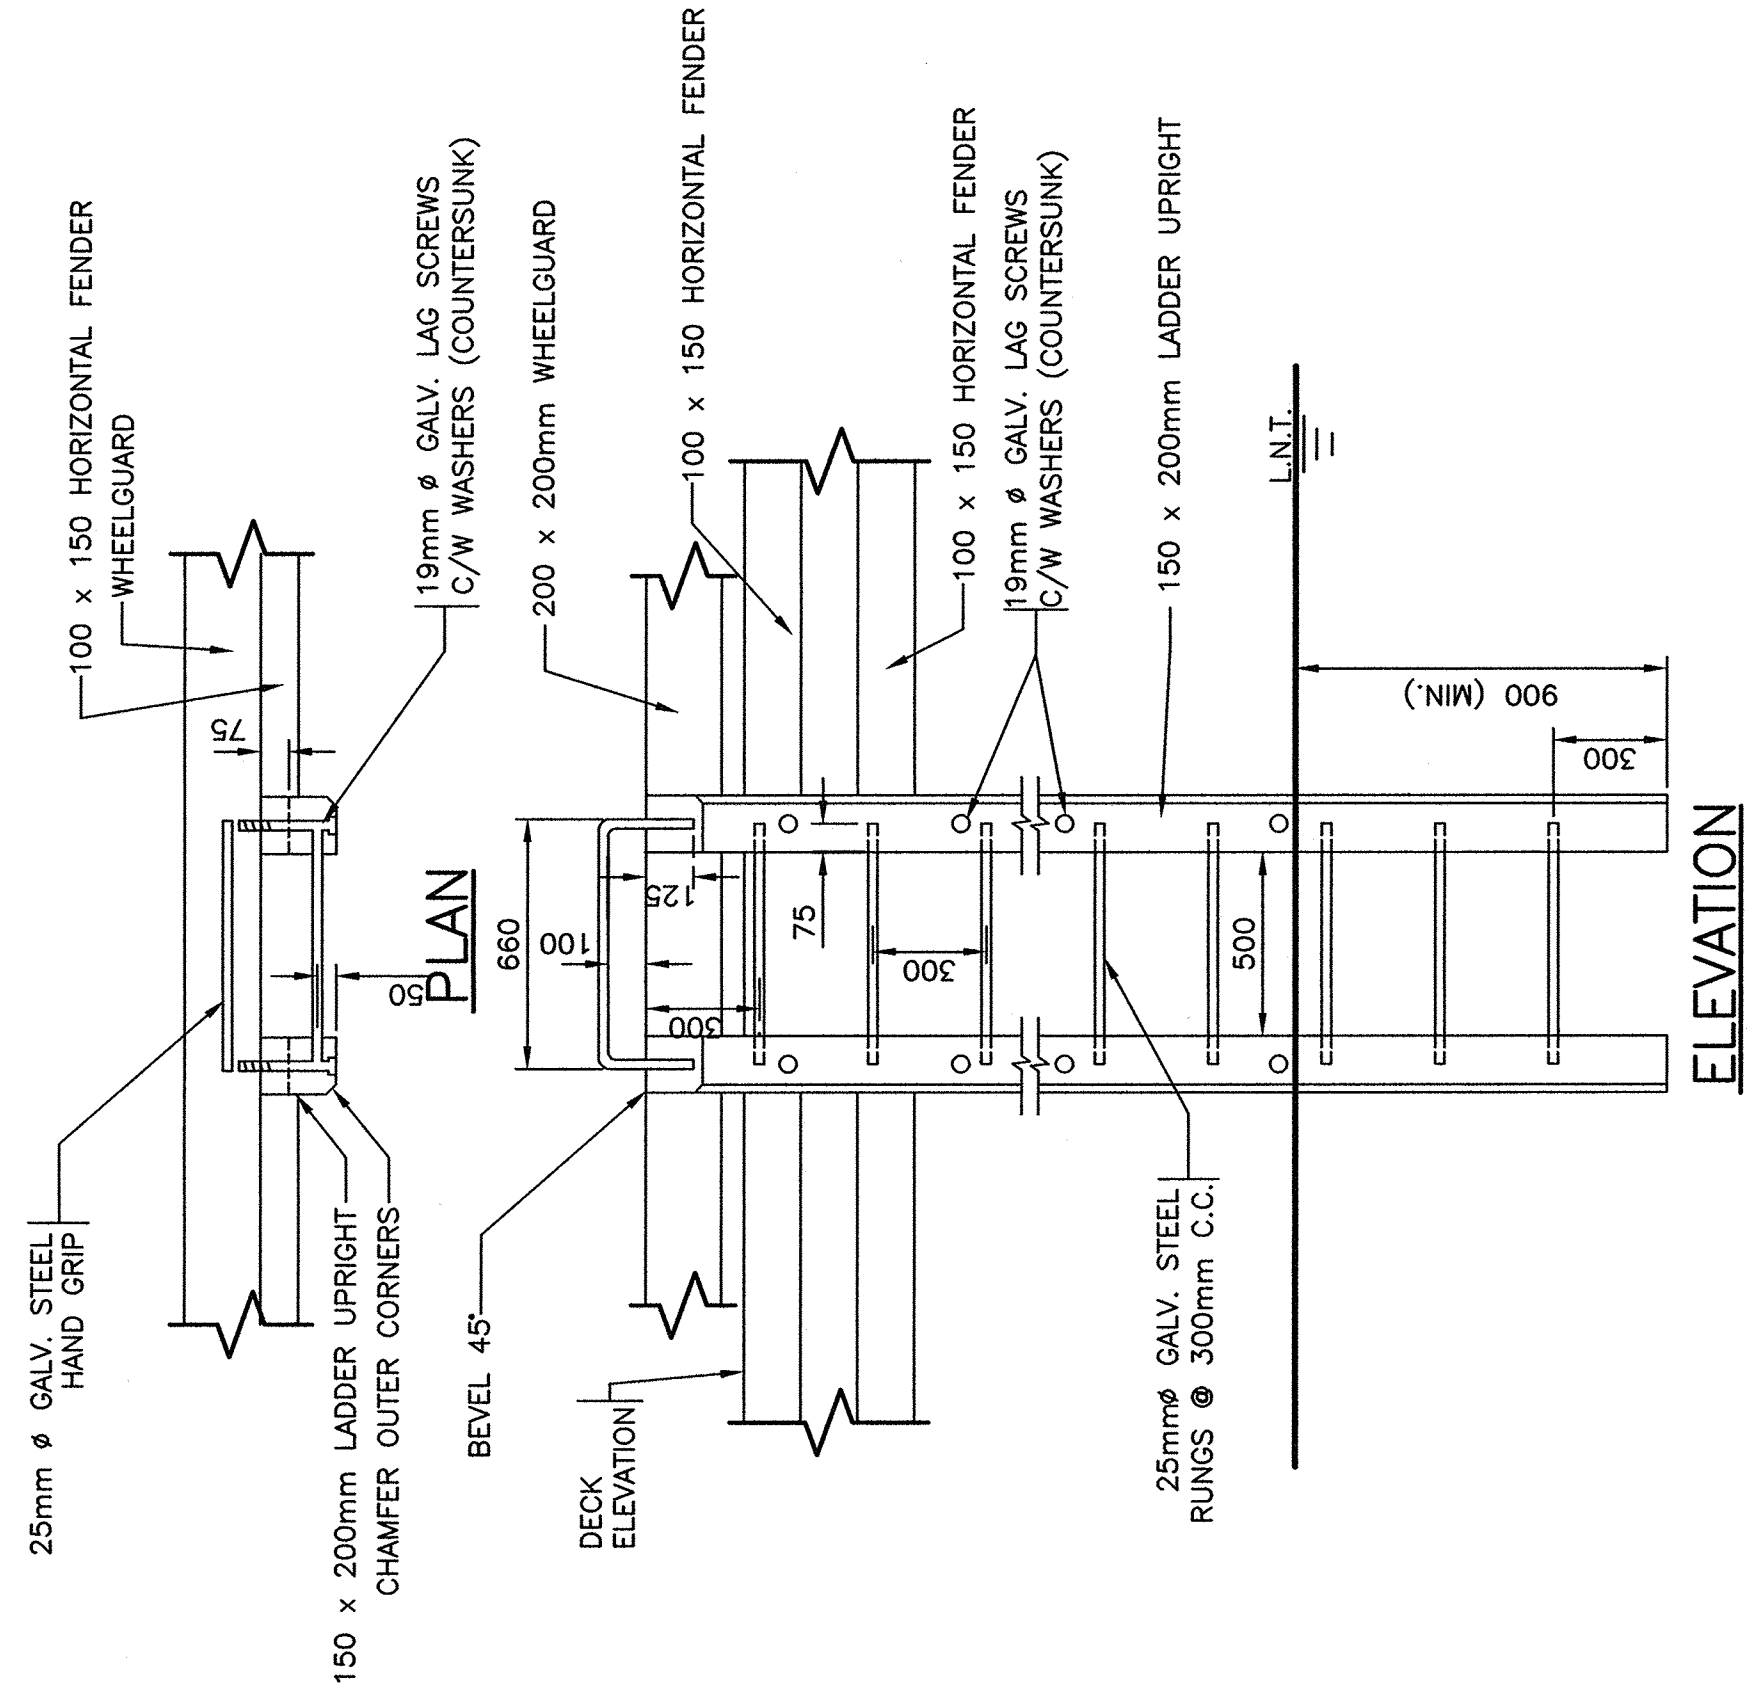 100 x 150 HORIZONTAL FENDER
WHEELGUARD
25mm ø GALV. STEEL
HAND GRIP
75
19mm ø GALV. LAG SCREWS
C/W WASHERS (COUNTERSUNK)
50
150 x 200mm LADDER UPRIGHT
CHAMFER OUTER CORNERS
PLAN
200 x 200mm WHEELGUARD
100 x 150 HORIZONTAL FENDER
660
100
125
300
BEVEL 45°
DECK
ELEVATION
75
300
100 x 150 HORIZONTAL FENDER
19mm ø GALV. LAG SCREWS
C/W WASHERS (COUNTERSUNK)
150 x 200mm LADDER UPRIGHT
25mmø GALV. STEEL
RUNGS @ 300mm C.C.
500
L.N.T.
900 (MIN.)
300
ELEVATION